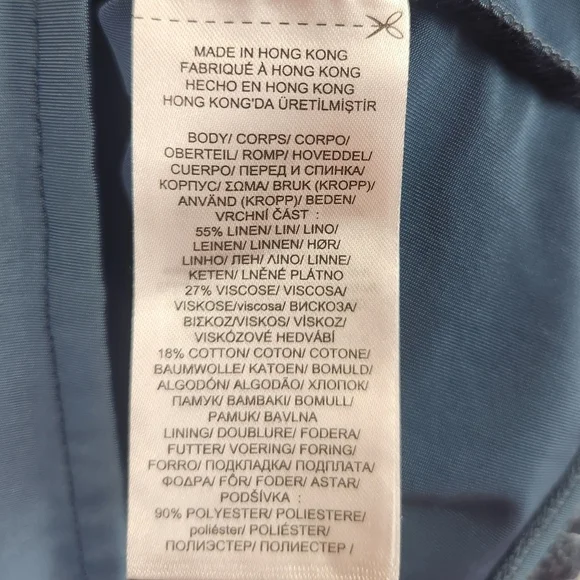 MADE IN HONG KONG
FABRIQUÉ À HONG KONG
HECHO EN HONG KONG
HONG KONG'DA ÜRETİLMİŞTİR
BODY/ CORPS/ CORPO/
OBERTEIL/ ROMP/ HOVEDDEL/
CUERPO/ ПЕРЕД И СПИНКА/
КОРПУС/ ΣΩΜΑ/ BRUK (KROPP)/
ANVÄND (KROPP)/ BEDEN/
VRCHNÍ ČÁST :
55% LINEN/ LIN/ LINO/
LEINEN/ LINNEN/ HØR/
LINHO/ ЛЕН/ ΛΙΝΟ/ LINNE/
KETEN/ LNĚNÉ PLÁTNO
27% VISCOSE/ VISCOSA/
VISKOSE/viscosa/ ВИСКОЗА/
ΒΙΣΚΟΖ/VISKOS/ VİSKOZ/
VISKÓZOVÉ HEDVÁBÍ
18% COTTON/ COTON/ COTONE/
BAUMWOLLE/ KATOEN/ BOMULD/
ALGODÓN/ ALGODÃO/ ХЛОПОК/
ПАМУК/ ΒΑΜΒΑΚΙ/ BOMULL/
PAMUK/ BAVLNA
LINING/ DOUBLURE/ FODERA/
FUTTER/ VOERING/ FORING/
FORRO/ ПОДКЛАДКА/ ПОДПЛАТА/
ΦΟΔΡΑ/ FÔR/ FODER/ ASTAR/
PODŠÍVKA :
90% POLYESTER/ POLIESTERE/
poliéster/ POLIÉSTER/
ПОЛИЭСТЕР/ ПОЛИЕСТЕР/